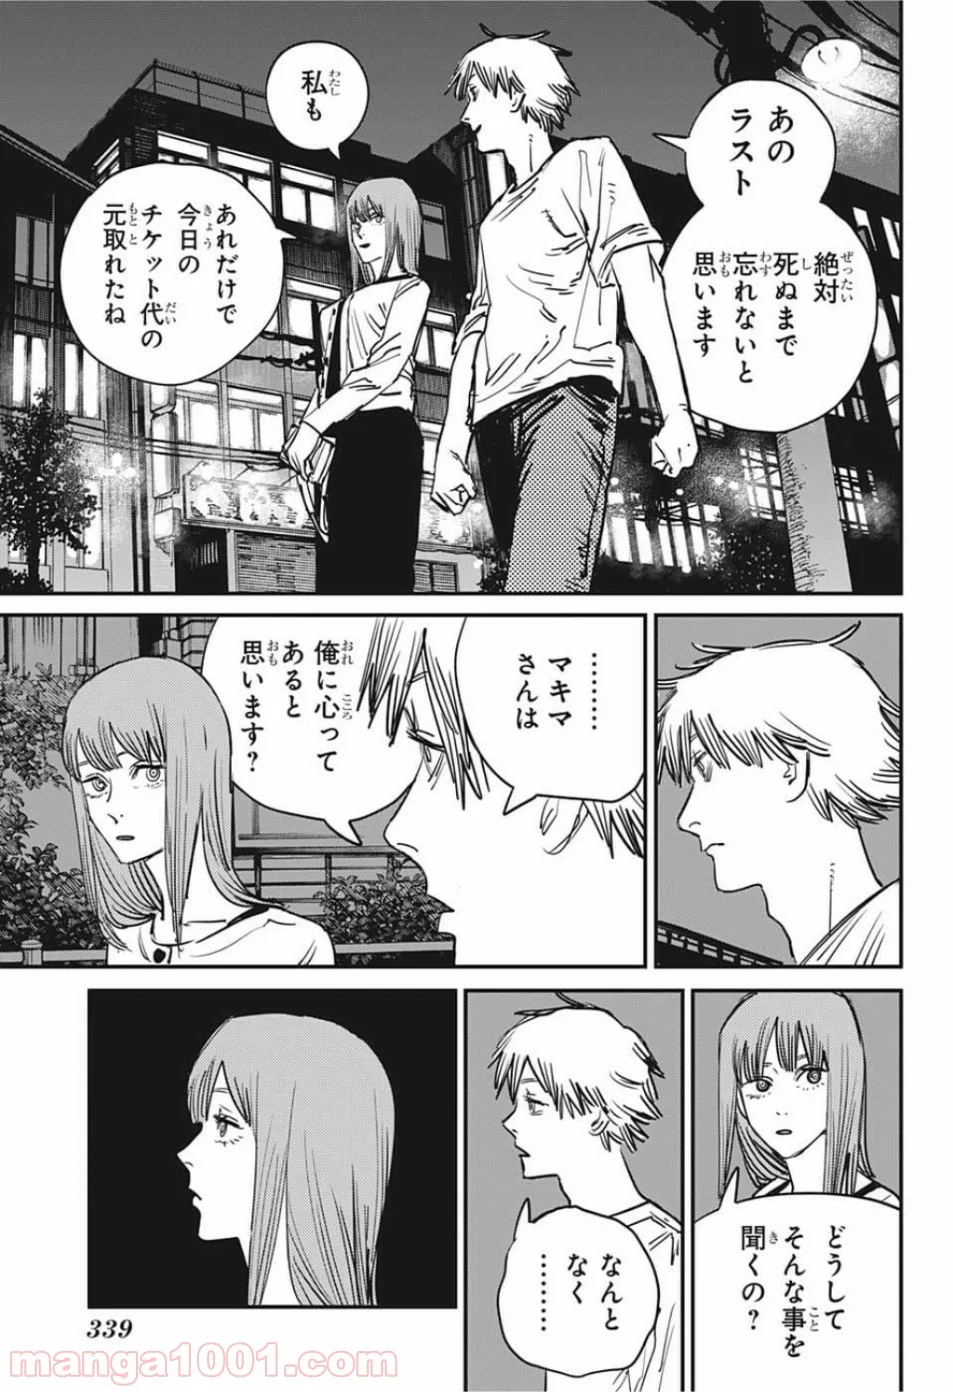 あの
ラスト
絶対
死ぬまで
忘れないと
思います
私も
あれだけで
今日の
チケット代の
元取れたね
………
マキマ
さんは
俺に心って
あると
思います?
どうして
そんな事を
聞くの?
なんと
なく
………
339
manga1001.com